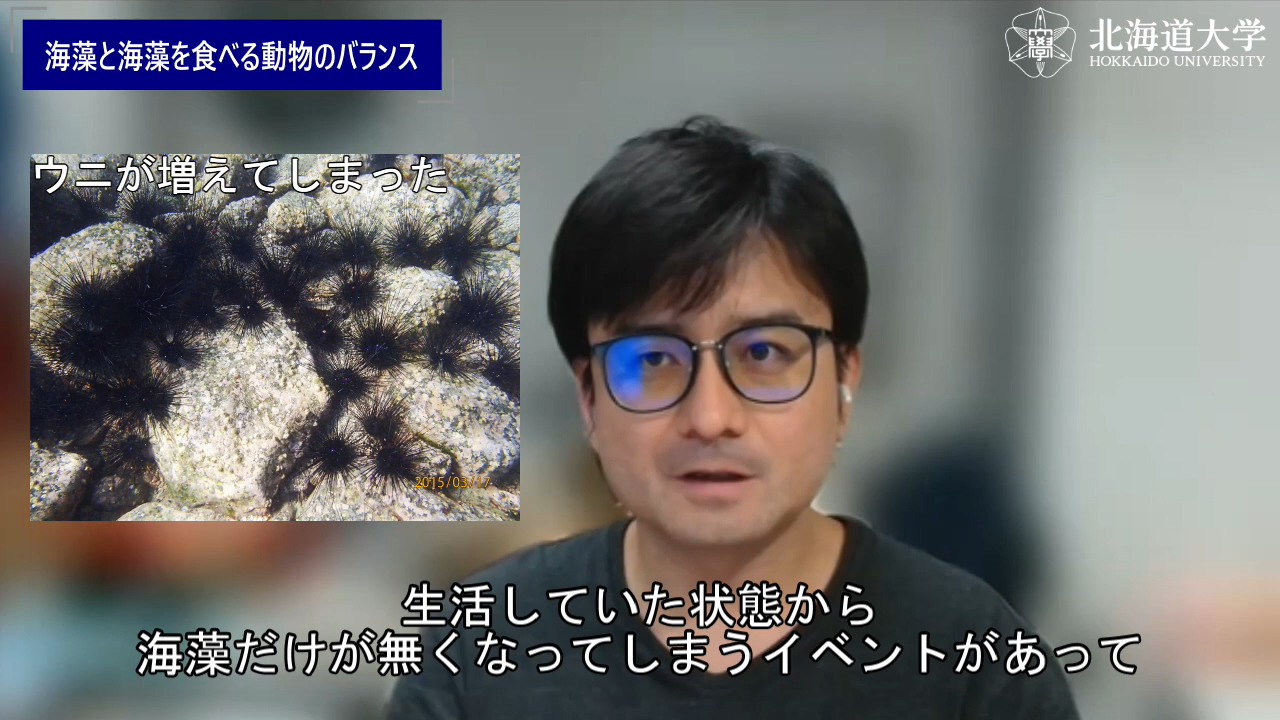 海藻と海藻を食べる動物のバランス
北海道大学
HOKKAIDO UNIVERSITY
ウニが増えてしまった
2015/03/17
生活していた状態から
海藻だけが無くなってしまうイベントがあって